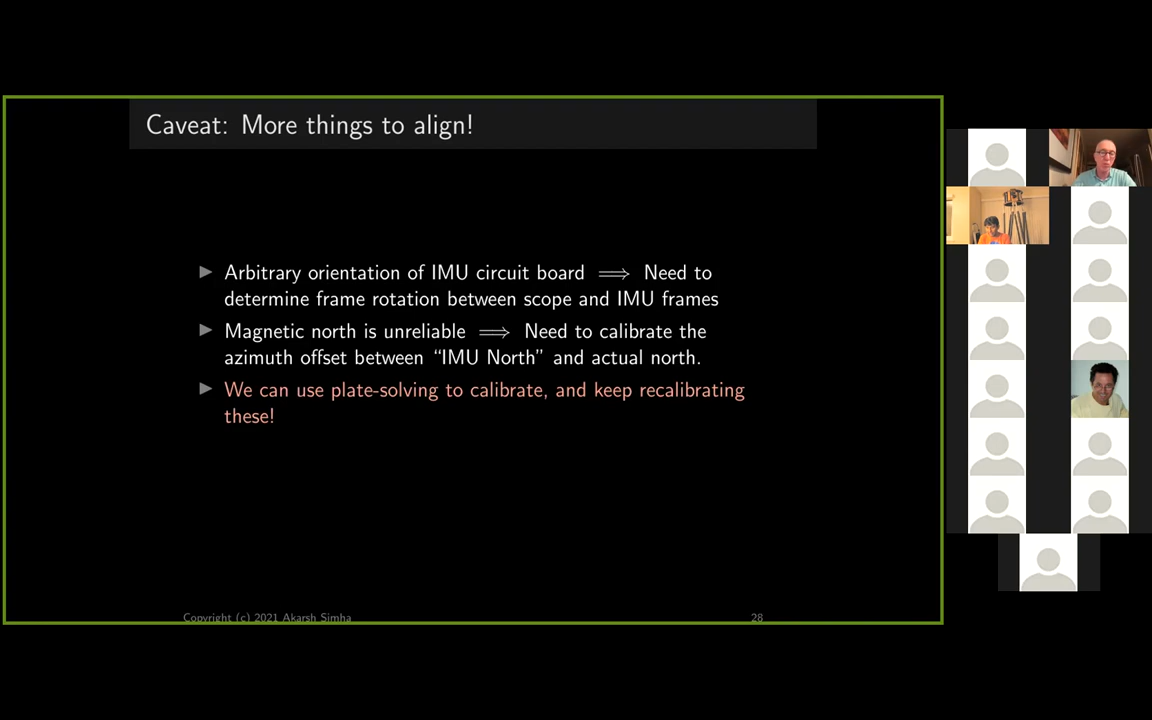 Caveat: More things to align!
▶ Arbitrary orientation of IMU circuit board ⟹ Need to
determine frame rotation between scope and IMU frames
▶ Magnetic north is unreliable ⟹ Need to calibrate the
azimuth offset between “IMU North” and actual north.
▶ We can use plate-solving to calibrate, and keep recalibrating
these!
Copyright (c) 2021 Akarsh Simha 28